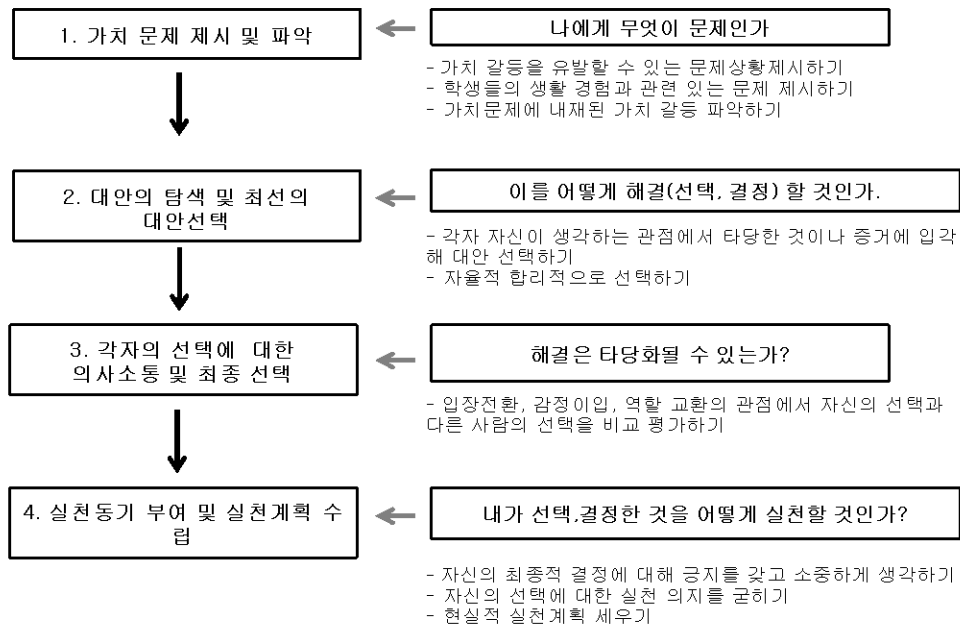 1. 가치 문제 제시 및 파악
나에게 무엇이 문제인가
- 가치 갈등을 유발할 수 있는 문제상황제시하기
- 학생들의 생활 경험과 관련 있는 문제 제시하기
- 가치문제에 내재된 가치 갈등 파악하기
2. 대안의 탐색 및 최선의
대안선택
이를 어떻게 해결(선택, 결정) 할 것인가.
- 각자 자신이 생각하는 관점에서 타당한 것이나 증거에 입각
해 대안 선택하기
- 자율적 합리적으로 선택하기
3. 각자의 선택에 대한
의사소통 및 최종 선택
해결은 타당화될 수 있는가?
- 입장전환, 감정이입, 역할 교환의 관점에서 자신의 선택과
다른 사람의 선택을 비교 평가하기
4. 실천동기 부여 및 실천계획 수
립
내가 선택,결정한 것을 어떻게 실천할 것인가?
- 자신의 최종적 결정에 대해 긍지를 갖고 소중하게 생각하기
- 자신의 선택에 대한 실천 의지를 굳히기
- 현실적 실천계획 세우기